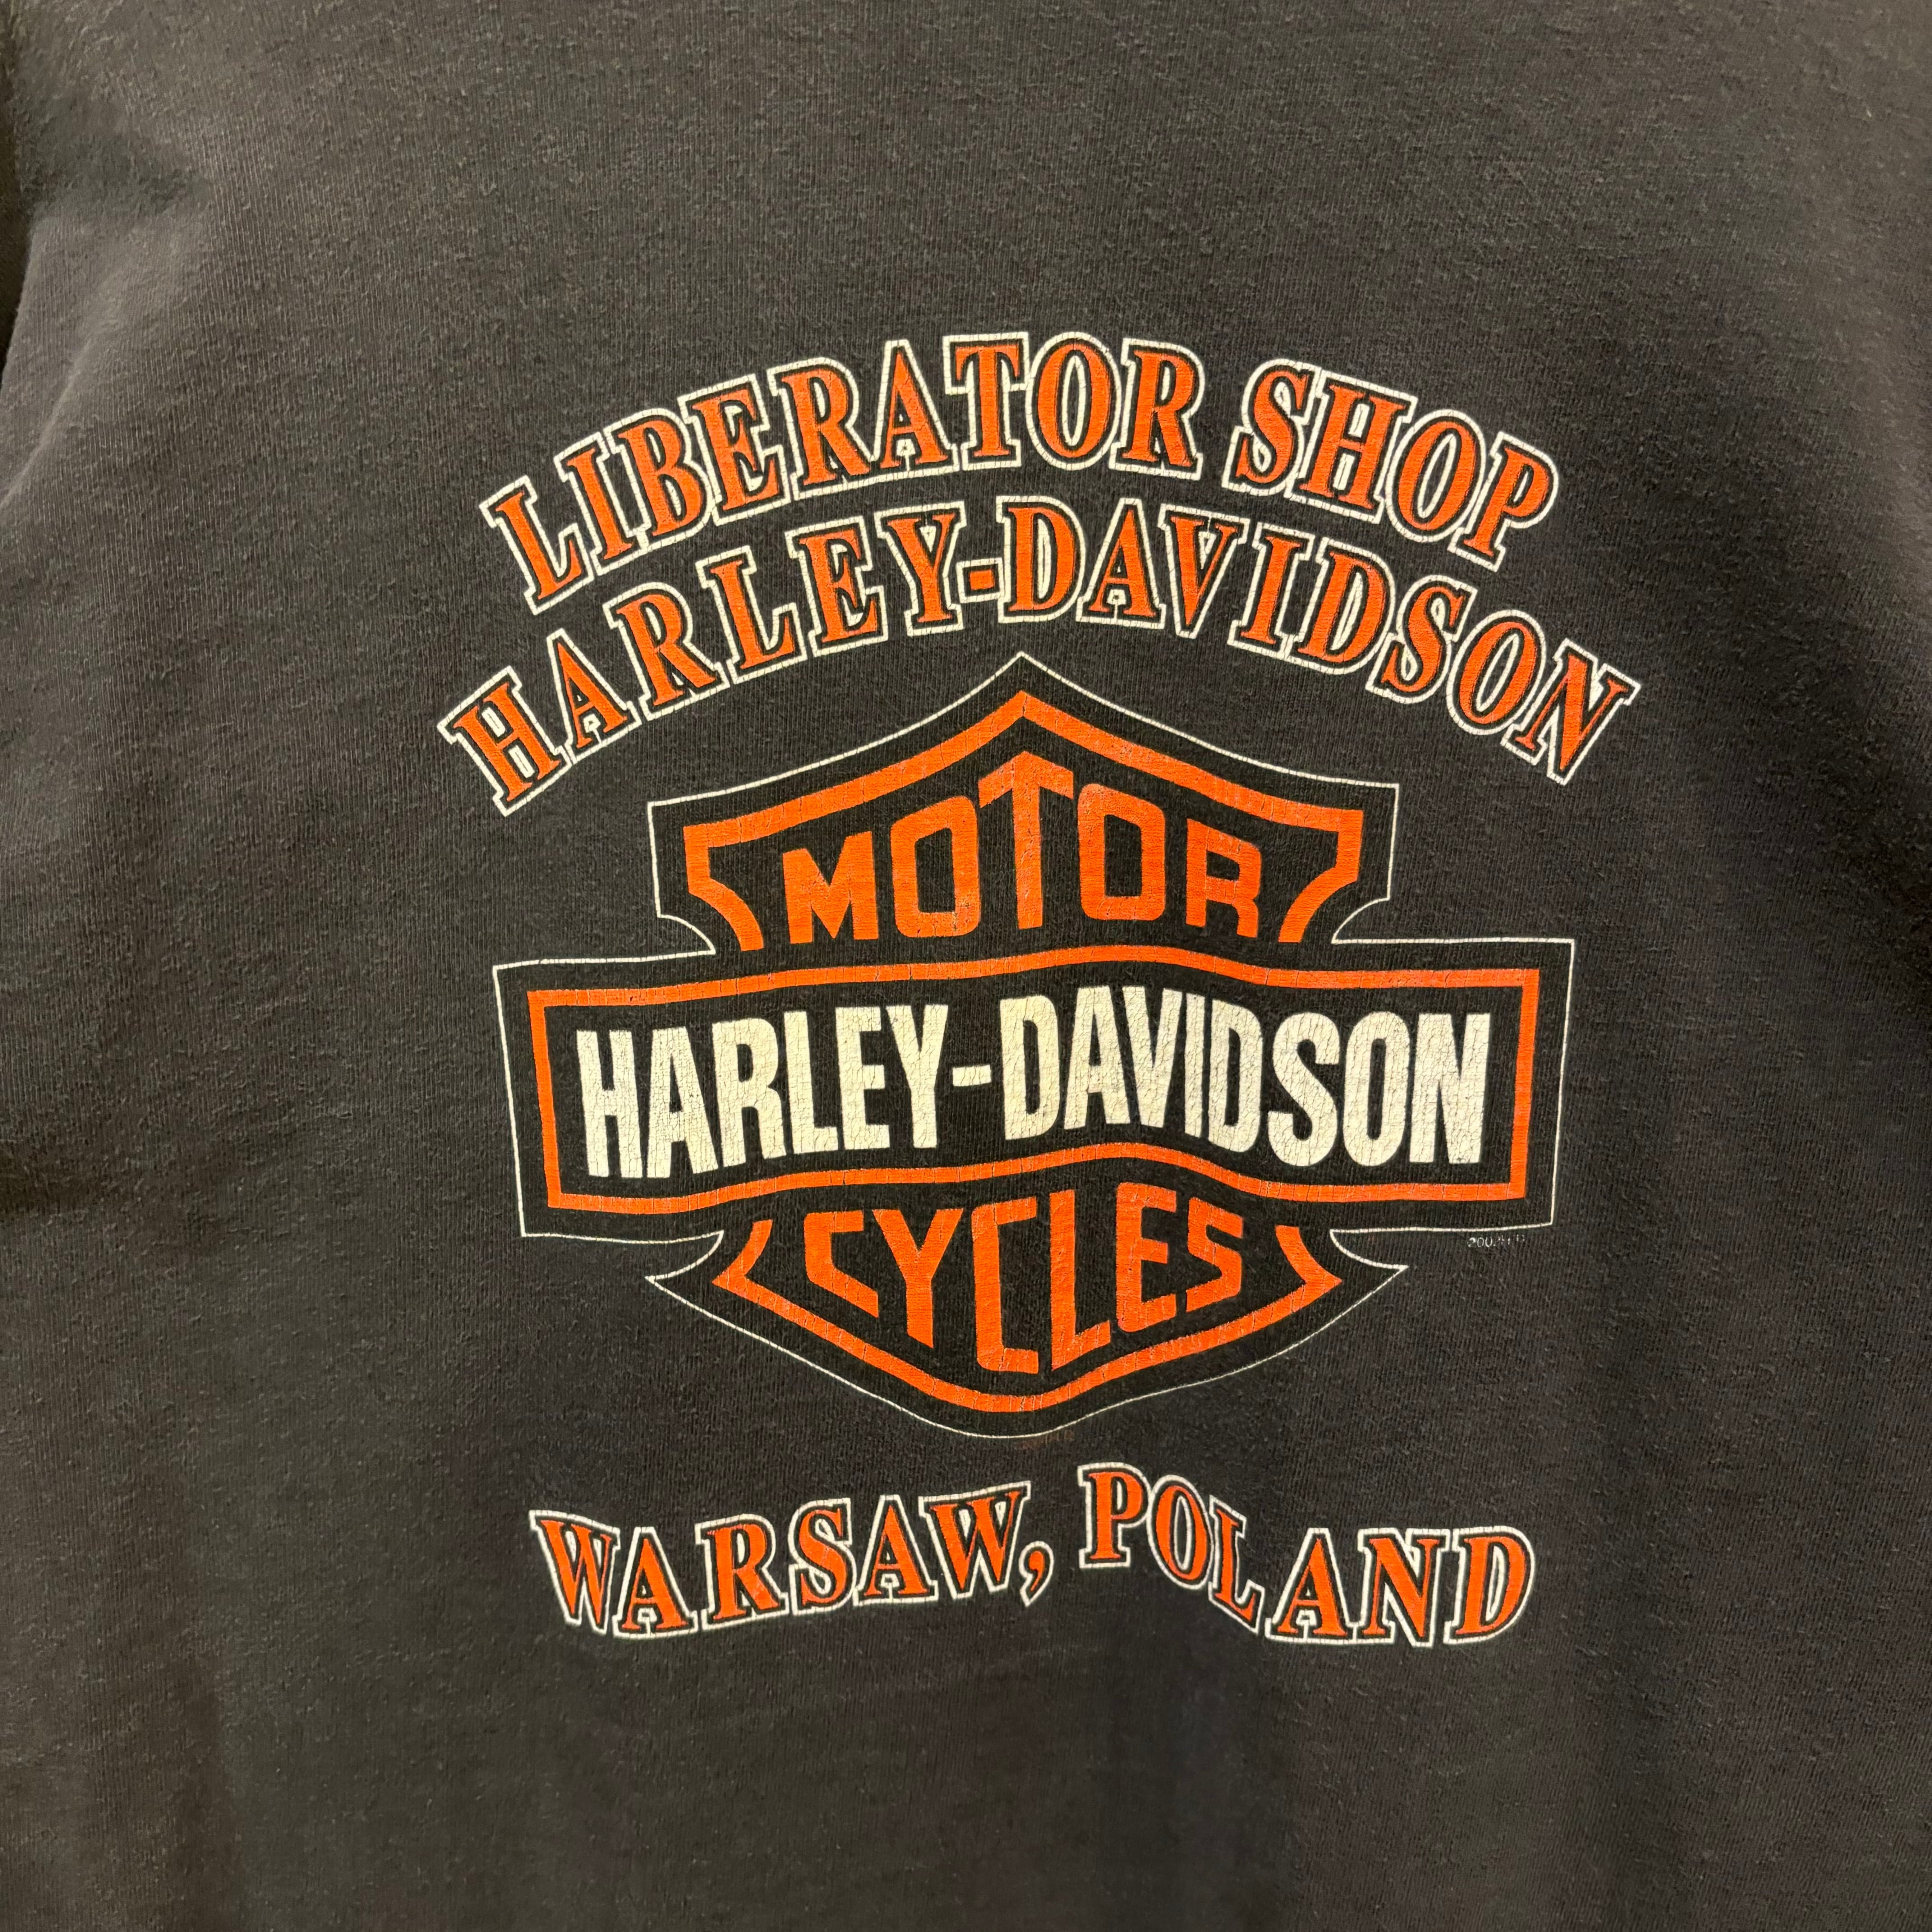 LIBERATOR SHOP
HARLEY-DAVIDSON
MOTOR
HARLEY-DAVIDSON
CYCLES
WARSAW, POLAND